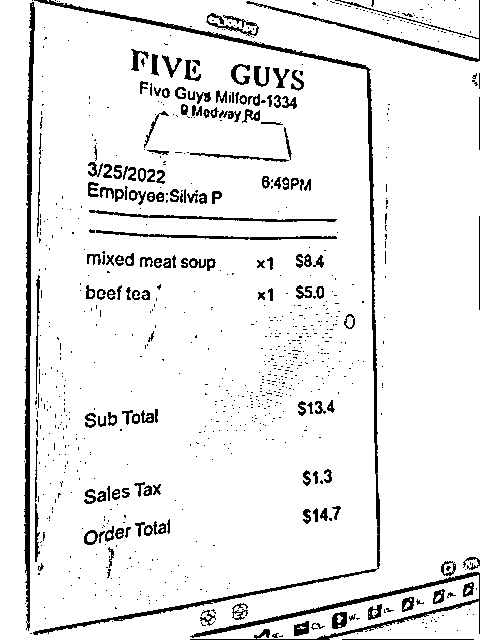 FIVE GUYS
Five Guys Milford-1334
9 Medway Rd
3/25/2022 6:49PM
Employee:Silvia P
mixed meat soup x1 $8.4
beef tea x1 $5.0
Sub Total $13.4
Sales Tax $1.3
Order Total $14.7